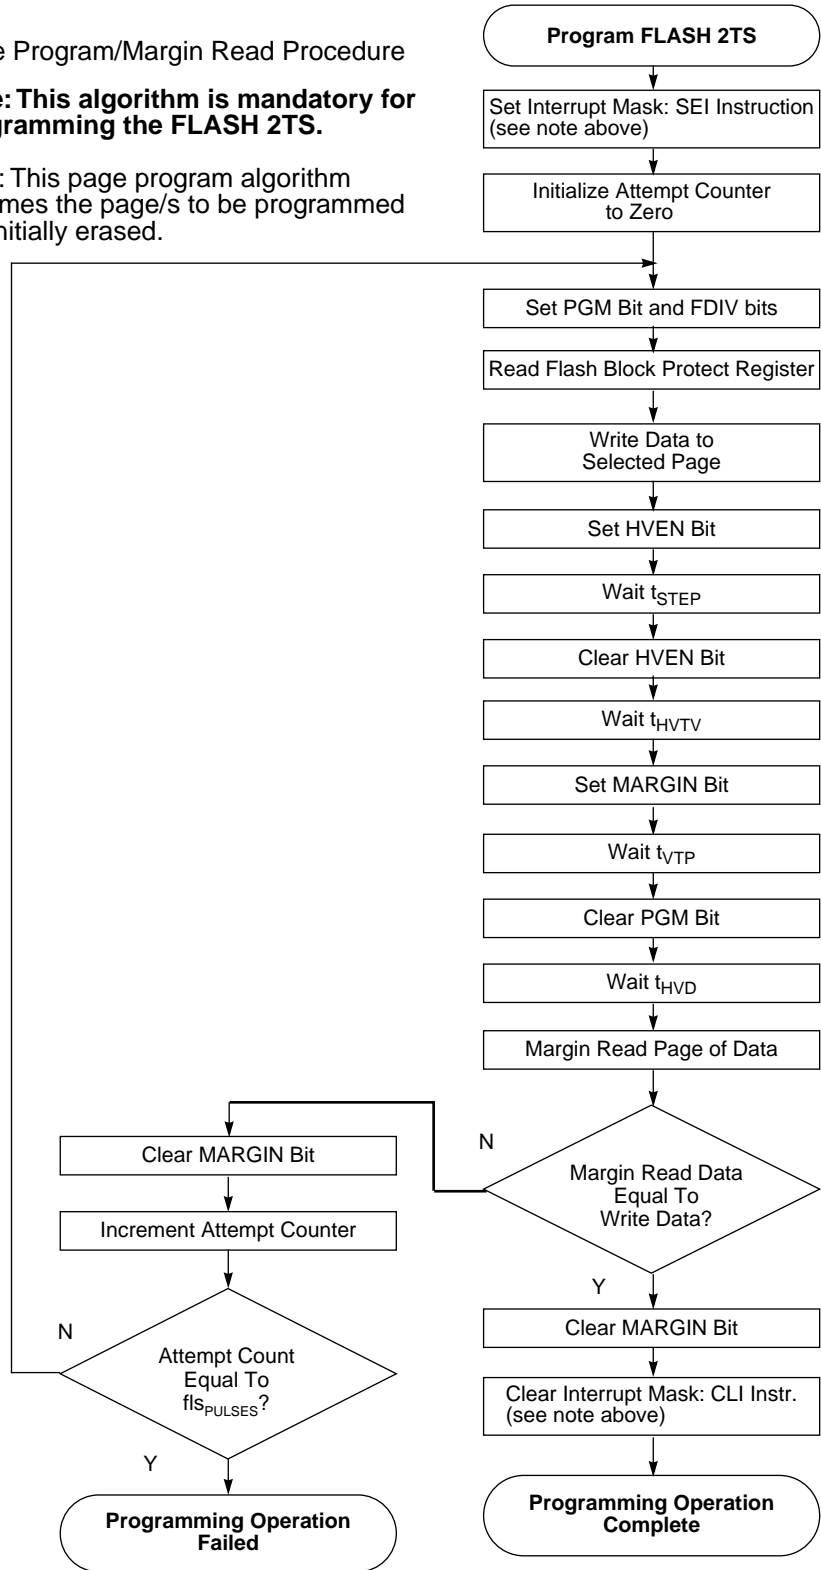 e Program/Margin Read Procedure
e: This algorithm is mandatory for
gramming the FLASH 2TS.
: This page program algorithm
mes the page/s to be programmed
nitially erased.
Program FLASH 2TS
Set Interrupt Mask: SEI Instruction
(see note above)
Initialize Attempt Counter
to Zero
Set PGM Bit and FDIV bits
Read Flash Block Protect Register
Write Data to
Selected Page
Set HVEN Bit
Wait tSTEP
Clear HVEN Bit
Wait tHVTV
Set MARGIN Bit
Wait tVTP
Clear PGM Bit
Wait tHVD
Margin Read Page of Data
Margin Read Data
Equal To
Write Data?
N
Clear MARGIN Bit
Increment Attempt Counter
Attempt Count
Equal To
flsPULSES?
N
Y
Programming Operation
Failed
Y
Clear MARGIN Bit
Clear Interrupt Mask: CLI Instr.
(see note above)
Programming Operation
Complete